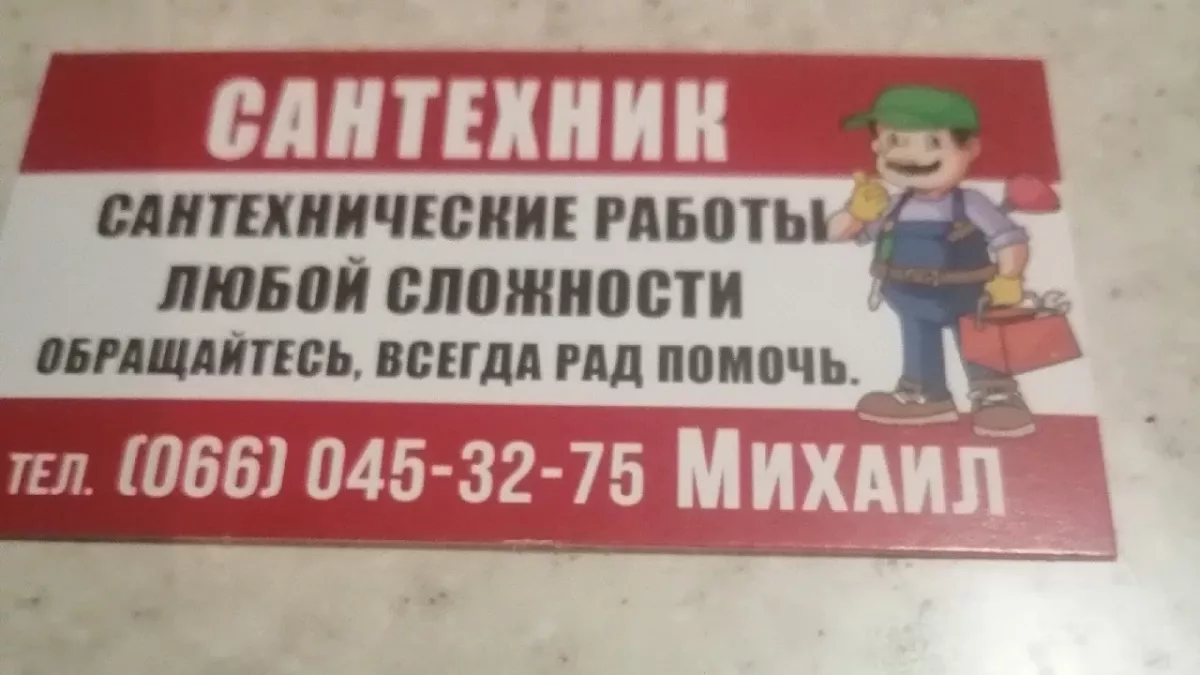 САНТЕХНИК
САНТЕХНИЧЕСКИЕ РАБОТЫ
ЛЮБОЙ СЛОЖНОСТИ
ОБРАЩАЙТЕСЬ, ВСЕГДА РАД ПОМОЧЬ.
ТЕЛ. (066) 045-32-75 МИХАИЛ